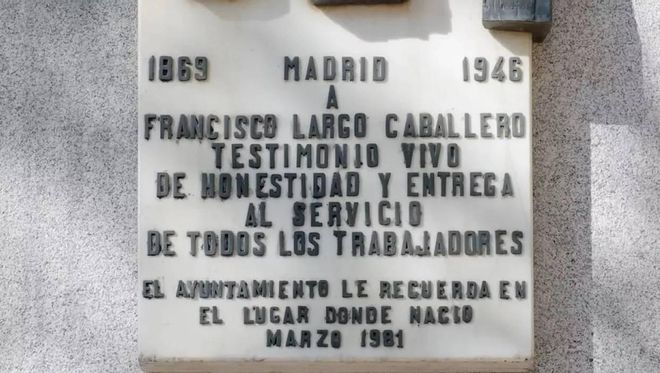 1869 MADRID 1946
A
FRANCISCO LARGO CABALLERO
TESTIMONIO VIVO
DE HONESTIDAD Y ENTREGA
AL SERVICIO
DE TODOS LOS TRABAJADORES
EL AYUNTAMIENTO LE RECUERDA EN
EL LUGAR DONDE NACIO
MARZO 1981